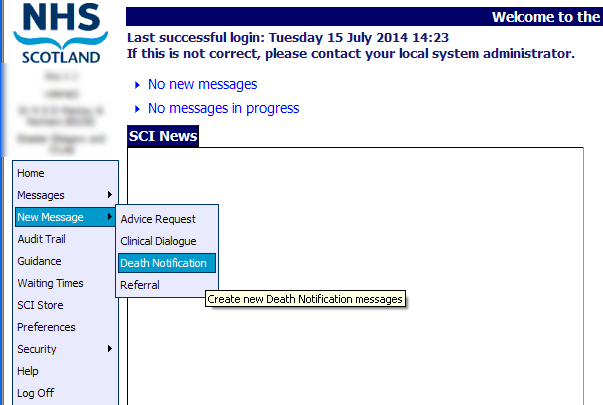 NHS
SCOTLAND
Welcome to the
Last successful login: Tuesday 15 July 2014 14:23
If this is not correct, please contact your local system administrator.
No new messages
No messages in progress
SCI News
Home
Messages
New Message
Audit Trail
Guidance
Waiting Times
SCI Store
Preferences
Security
Help
Log Off
Advice Request
Clinical Dialogue
Death Notification
Referral
Create new Death Notification messages